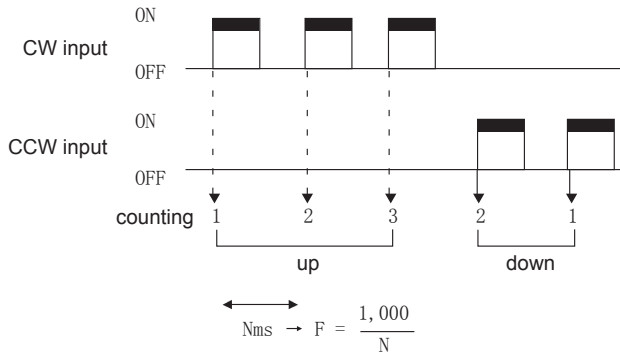 ON
CW input
OFF
ON
CCW input
OFF
counting 1 2 3 2 1
up down
Nms → F = 1,000
N